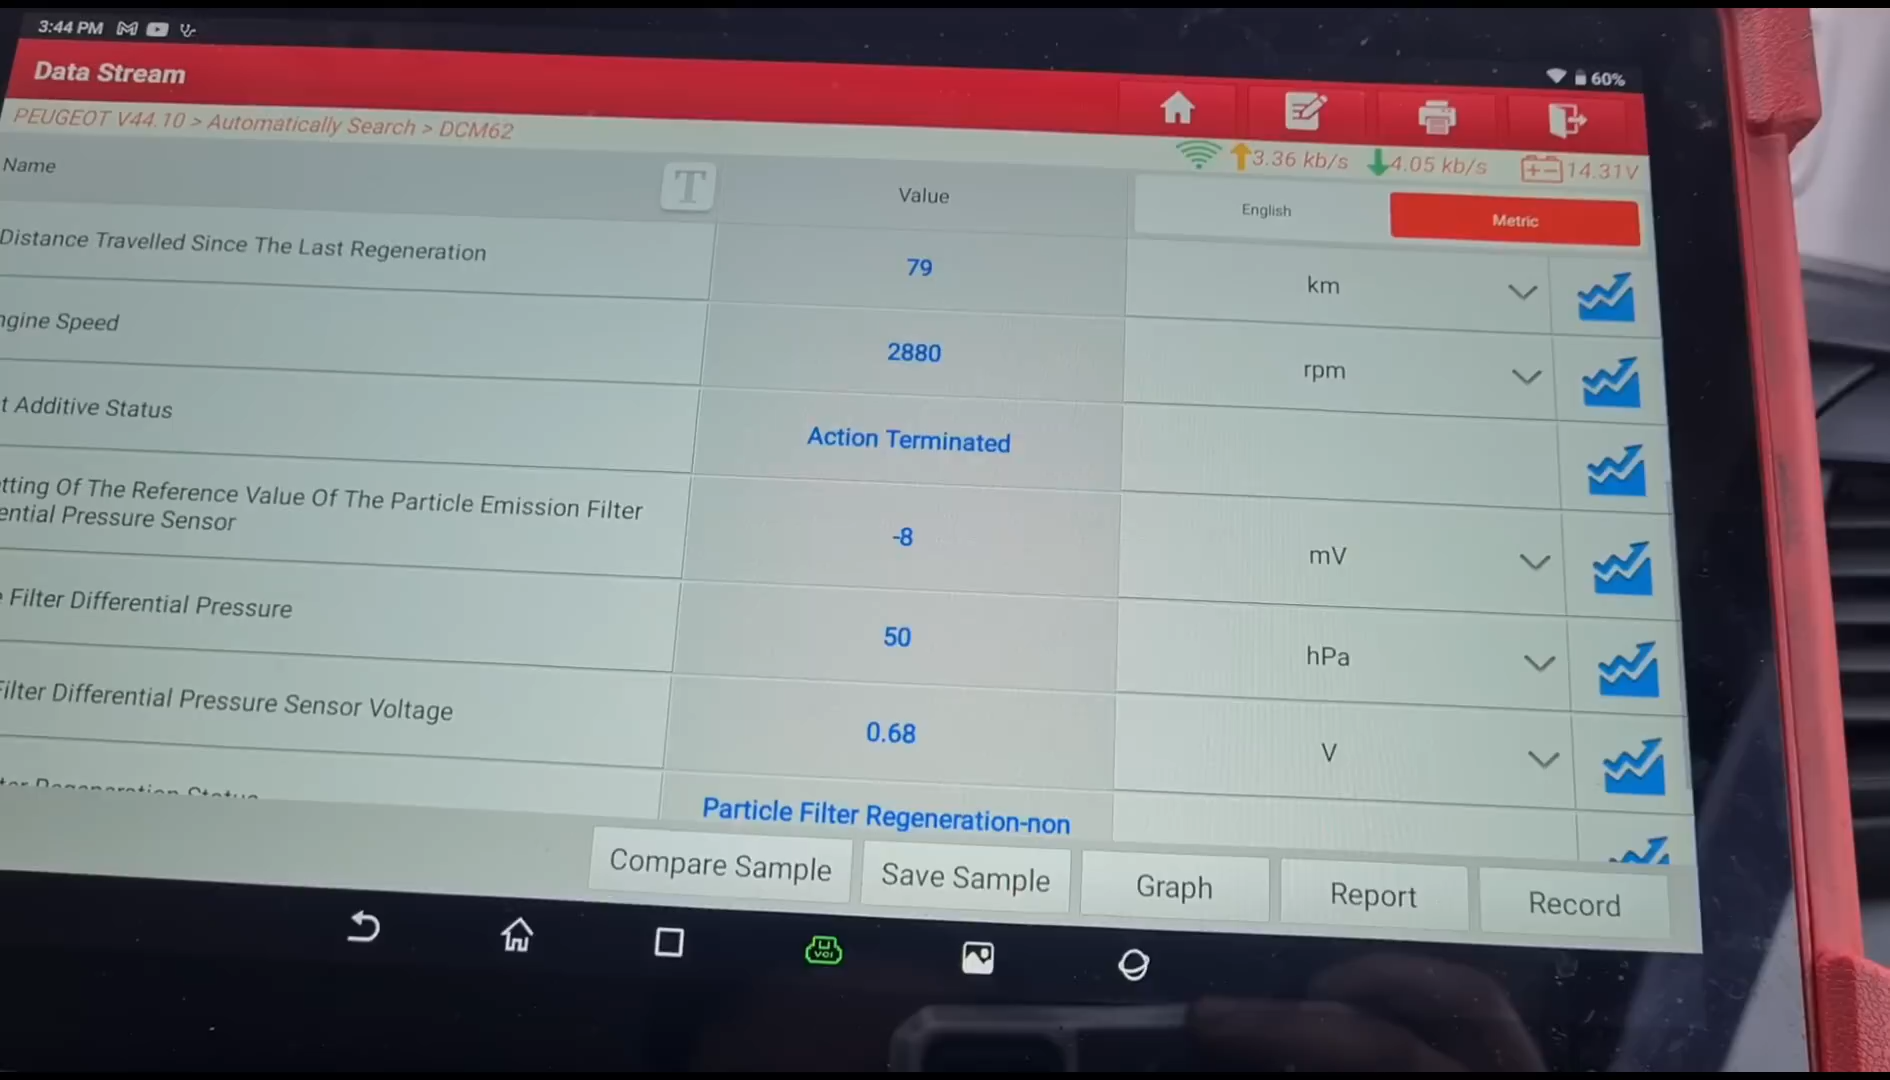 3:44 PM
60%
Data Stream
PEUGEOT V44.10 > Automatically Search > DCM62
3.36 kb/s 4.05 kb/s 14.31V
Name T Value English Metric
Distance Travelled Since The Last Regeneration 79 km
ngine Speed 2880 rpm
t Additive Status Action Terminated
tting Of The Reference Value Of The Particle Emission Filter
ential Pressure Sensor -8 mV
Filter Differential Pressure 50 hPa
Filter Differential Pressure Sensor Voltage 0.68 V
Regeneration Status Particle Filter Regeneration-non
Compare Sample Save Sample Graph Report Record
VCI